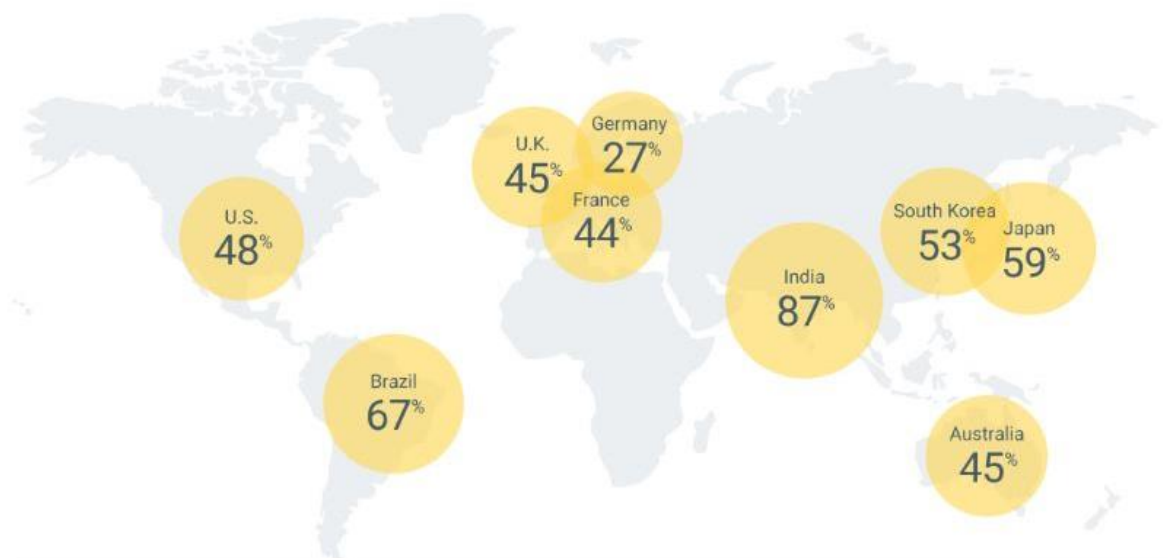 Germany
27%
U.K.
45%
France
44%
U.S.
48%
South Korea
53%
Japan
59%
India
87%
Brazil
67%
Australia
45%